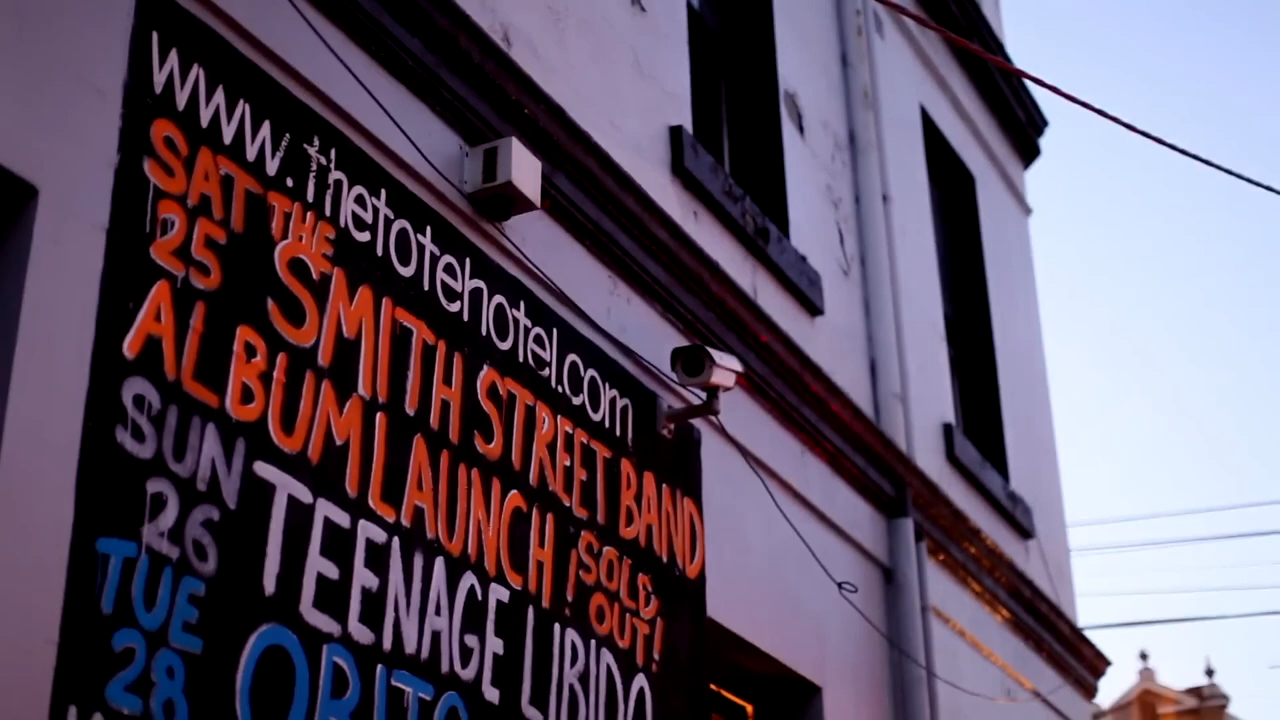 www.thetotehotel.com
SAT 25 THE SMITH STREET BAND
ALBUM LAUNCH !SOLD OUT!
SUN 26 TEENAGE LIBIDO
TUE 28